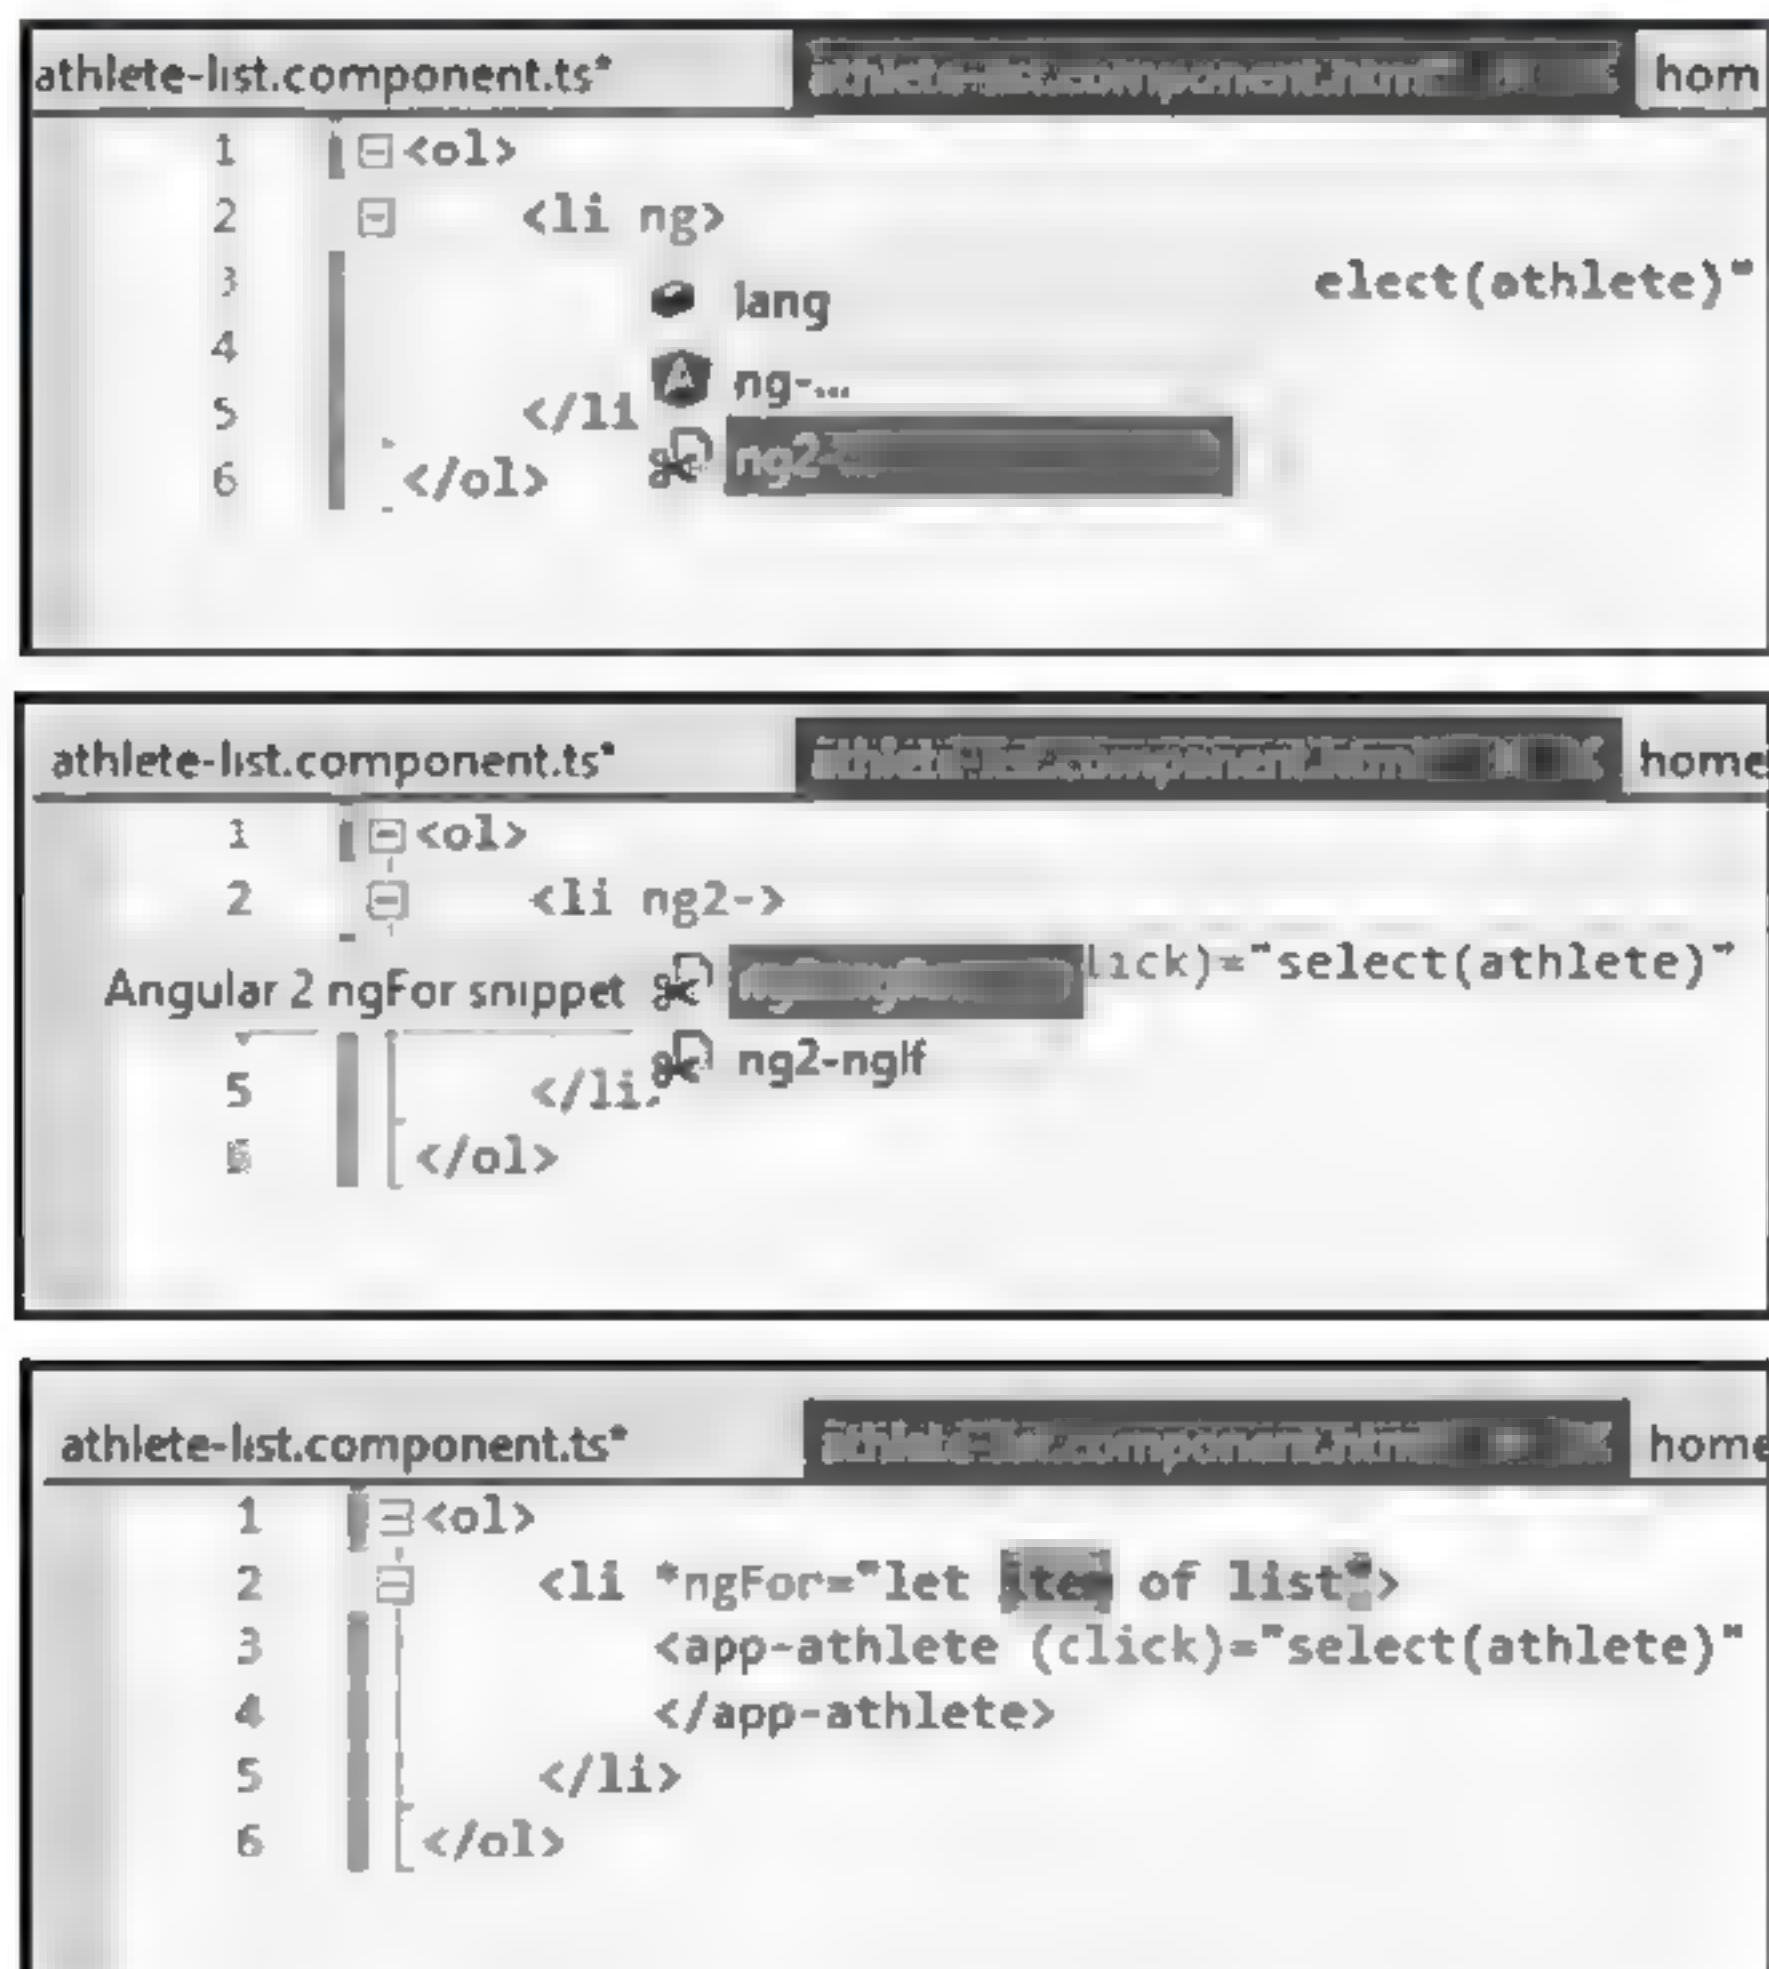 athlete-list.component.ts* hom
1 <ol>
2 <li ng>
3 elect(athlete)"
lang
4
ng-...
5 </li
ng2-
6 </ol>
athlete-list.component.ts* home
1 <ol>
2 <li ng2->
lick)="select(athlete)"
Angular 2 ngFor snippet
ng2-ngIf
5 </li>
</ol>
athlete-list.component.ts* home
1 <ol>
2 <li *ngFor="let item of list">
3 <app-athlete (click)="select(athlete)"
4 </app-athlete>
5 </li>
6 </ol>